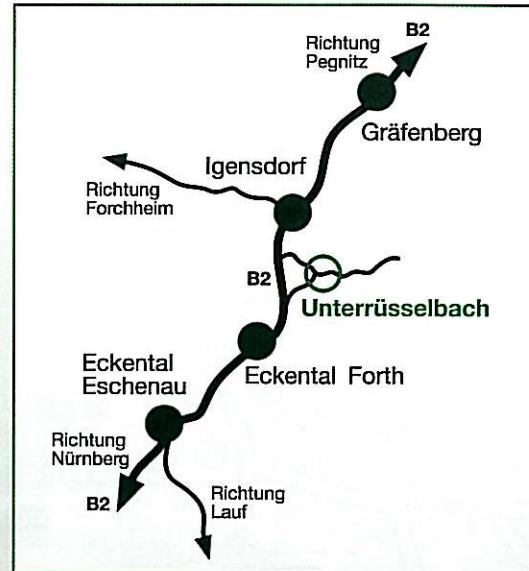 B2
Richtung
Pegnitz
Gräfenberg
Igensdorf
Richtung
Forchheim
B2
Unterrüsselbach
Eckental Forth
Eckental
Eschenau
Richtung
Nürnberg
B2
Richtung
Lauf